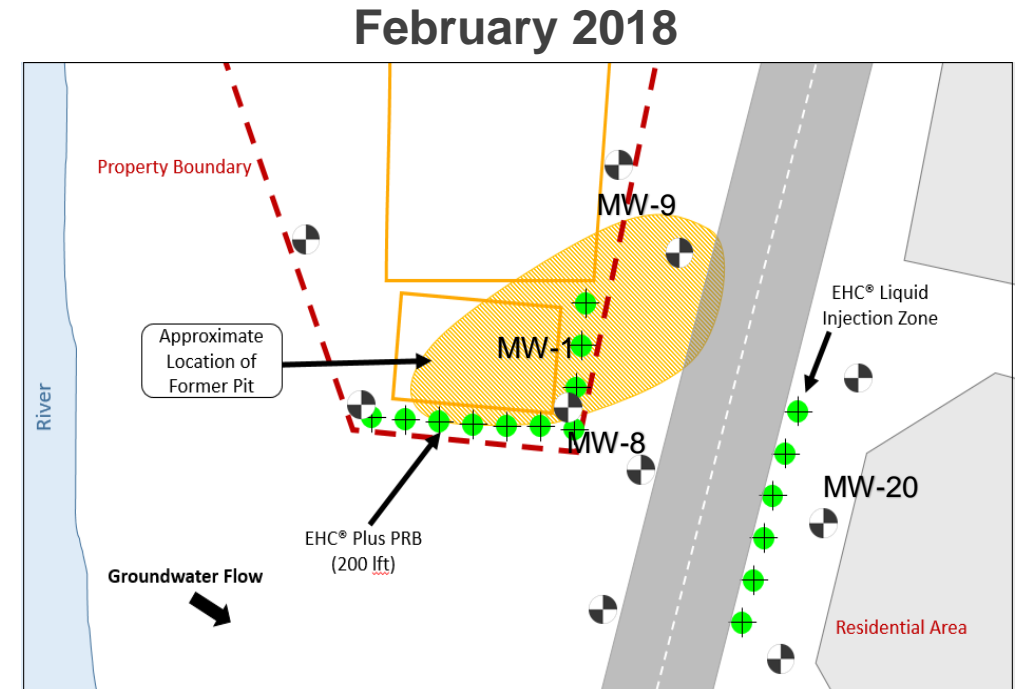 February 2018
Property Boundary
MW-9
EHC® Liquid
Injection Zone
Approximate
Location of
Former Pit
MW-1
River
MW-8
MW-20
EHC® Plus PRB
(200 lft)
Groundwater Flow
Residential Area